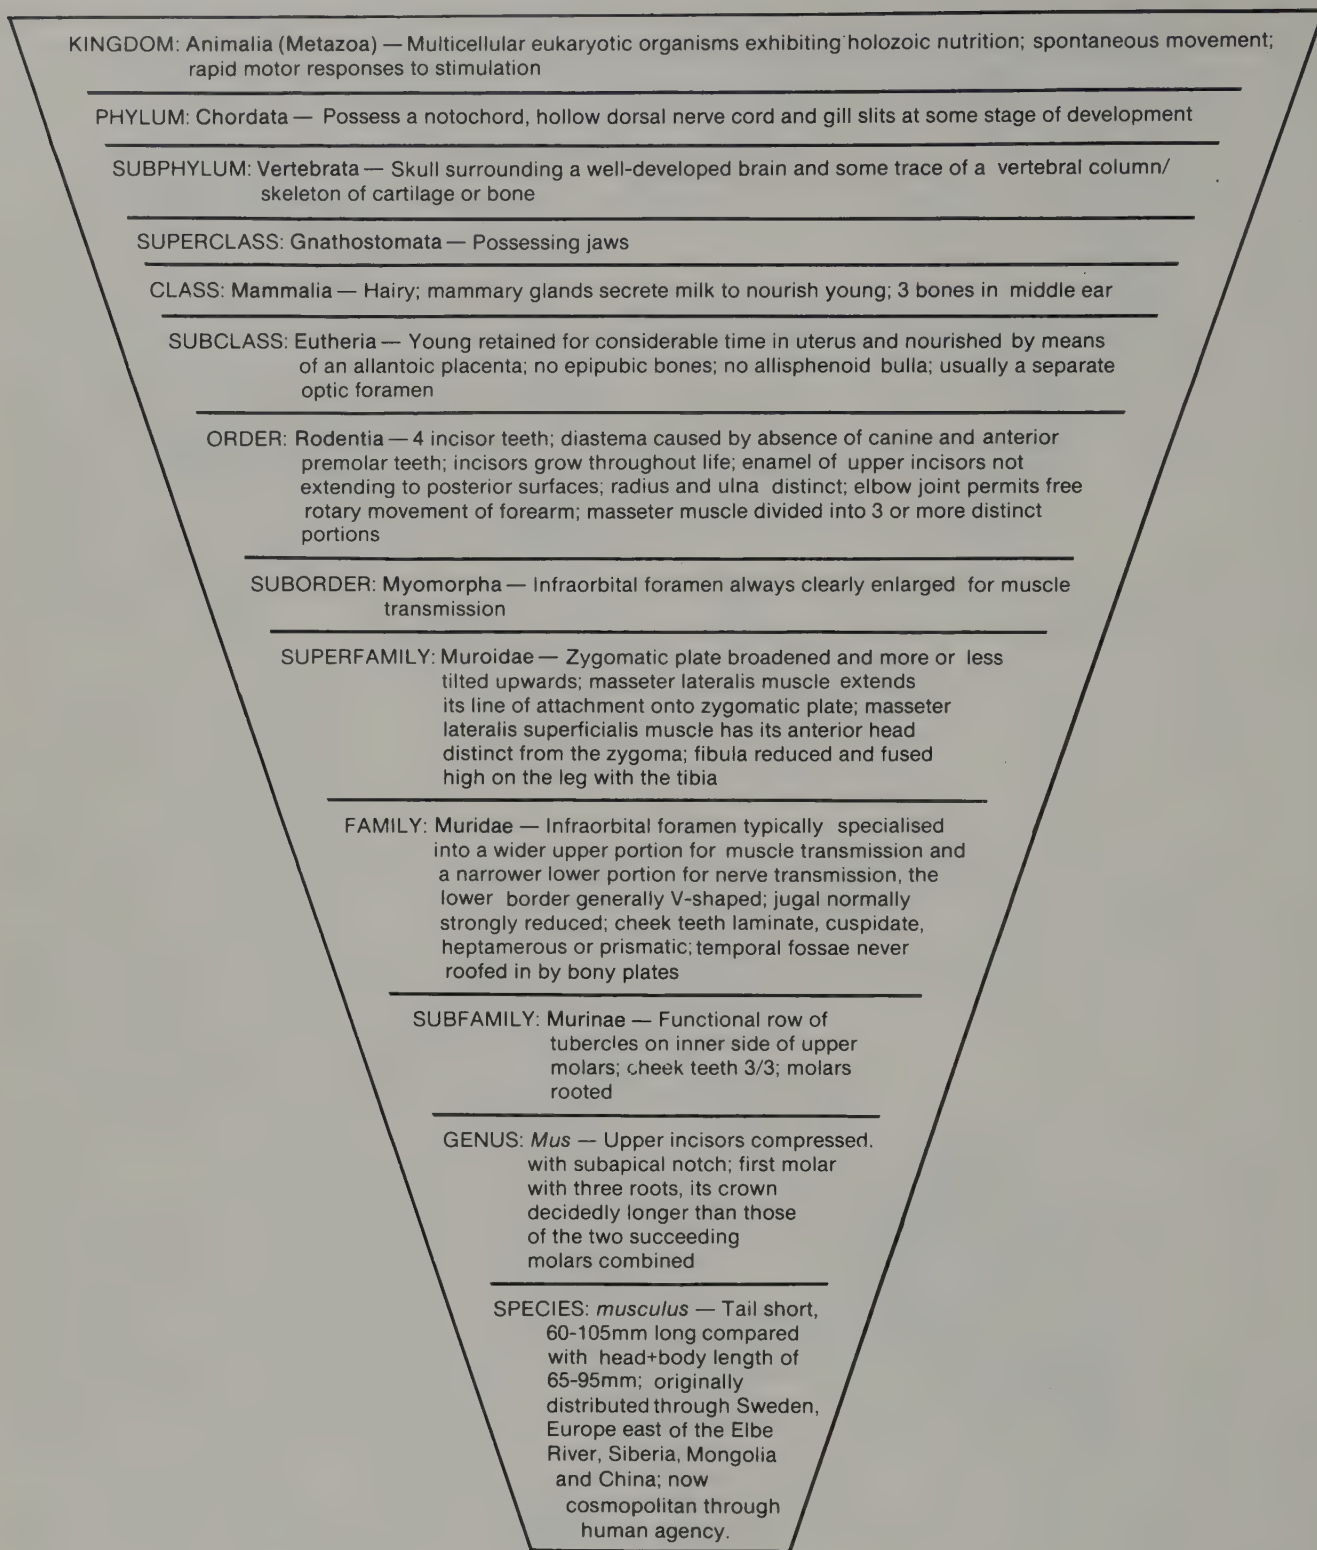 KINGDOM: Animalia (Metazoa) — Multicellular eukaryotic organisms exhibiting holozoic nutrition; spontaneous movement;
rapid motor responses to stimulation
PHYLUM: Chordata — Possess a notochord, hollow dorsal nerve cord and gill slits at some stage of development
SUBPHYLUM: Vertebrata — Skull surrounding a well-developed brain and some trace of a vertebral column/
skeleton of cartilage or bone
SUPERCLASS: Gnathostomata — Possessing jaws
CLASS: Mammalia — Hairy; mammary glands secrete milk to nourish young; 3 bones in middle ear
SUBCLASS: Eutheria — Young retained for considerable time in uterus and nourished by means
of an allantoic placenta; no epipubic bones; no allisphenoid bulla; usually a separate
optic foramen
ORDER: Rodentia — 4 incisor teeth; diastema caused by absence of canine and anterior
premolar teeth; incisors grow throughout life; enamel of upper incisors not
extending to posterior surfaces; radius and ulna distinct; elbow joint permits free
rotary movement of forearm; masseter muscle divided into 3 or more distinct
portions
SUBORDER: Myomorpha — Infraorbital foramen always clearly enlarged for muscle
transmission
SUPERFAMILY: Muroidae — Zygomatic plate broadened and more or less
tilted upwards; masseter lateralis muscle extends
its line of attachment onto zygomatic plate; masseter
lateralis superficialis muscle has its anterior head
distinct from the zygoma; fibula reduced and fused
high on the leg with the tibia
FAMILY: Muridae — Infraorbital foramen typically specialised
into a wider upper portion for muscle transmission and
a narrower lower portion for nerve transmission, the
lower border generally V-shaped; jugal normally
strongly reduced; cheek teeth laminate, cuspidate,
heptamerous or prismatic; temporal fossae never
roofed in by bony plates
SUBFAMILY: Murinae — Functional row of
tubercles on inner side of upper
molars; cheek teeth 3/3; molars
rooted
GENUS: Mus — Upper incisors compressed.
with subapical notch; first molar
with three roots, its crown
decidedly longer than those
of the two succeeding
molars combined
SPECIES: musculus — Tail short,
60-105mm long compared
with head+body length of
65-95mm; originally
distributed through Sweden,
Europe east of the Elbe
River, Siberia, Mongolia
and China; now
cosmopolitan through
human agency.